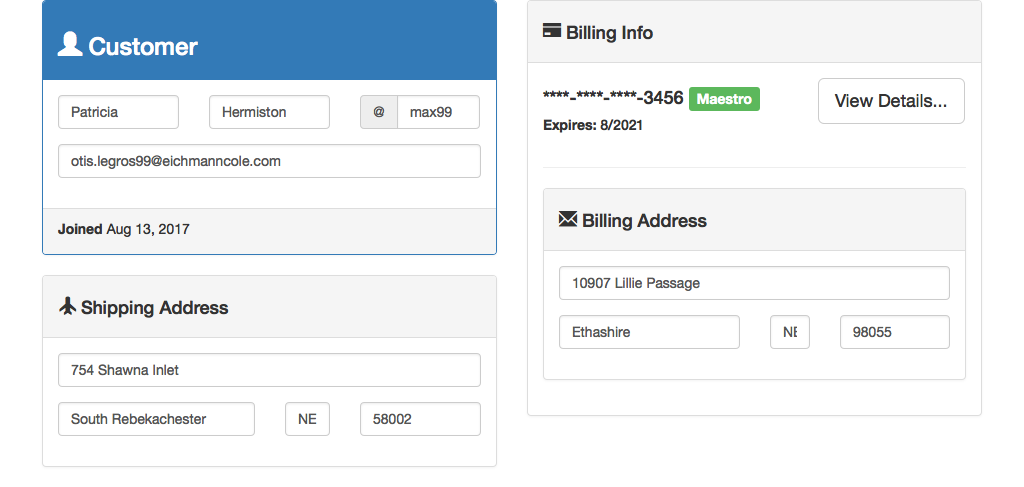 Customer
Patricia
Hermiston
@ max99
otis.legros99@eichmanncole.com
Joined Aug 13, 2017
Shipping Address
754 Shawna Inlet
South Rebekachester
NE
58002
Billing Info
****-****-****-3456 Maestro
View Details...
Expires: 8/2021
Billing Address
10907 Lillie Passage
Ethashire
98055